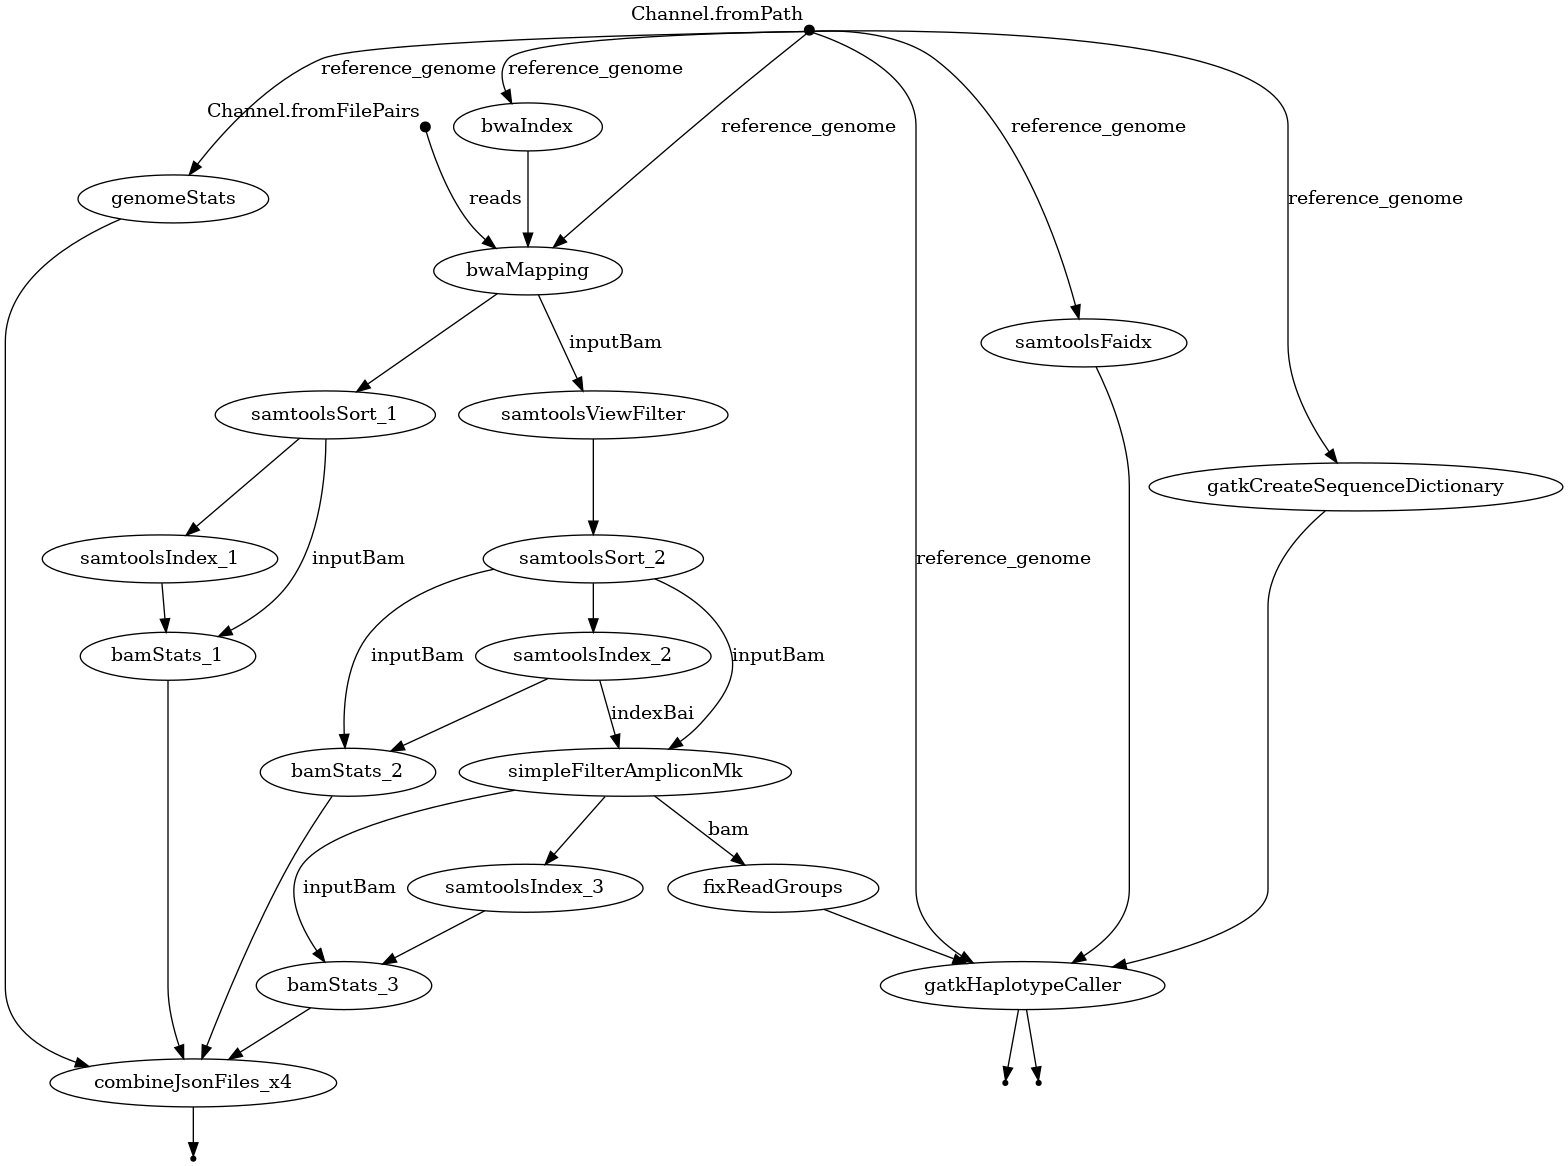 Channel.fromPath
reference_genome
reference_genome
Channel.fromFilePairs
bwaIndex
reference_genome
reference_genome
genomeStats
reads
reference_genome
bwaMapping
inputBam
samtoolsFaidx
samtoolsSort_1
samtoolsViewFilter
gatkCreateSequenceDictionary
samtoolsIndex_1
inputBam
samtoolsSort_2
reference_genome
bamStats_1
inputBam
samtoolsIndex_2
inputBam
indexBai
bamStats_2
simpleFilterAmpliconMk
bam
inputBam
samtoolsIndex_3
fixReadGroups
bamStats_3
gatkHaplotypeCaller
combineJsonFiles_x4